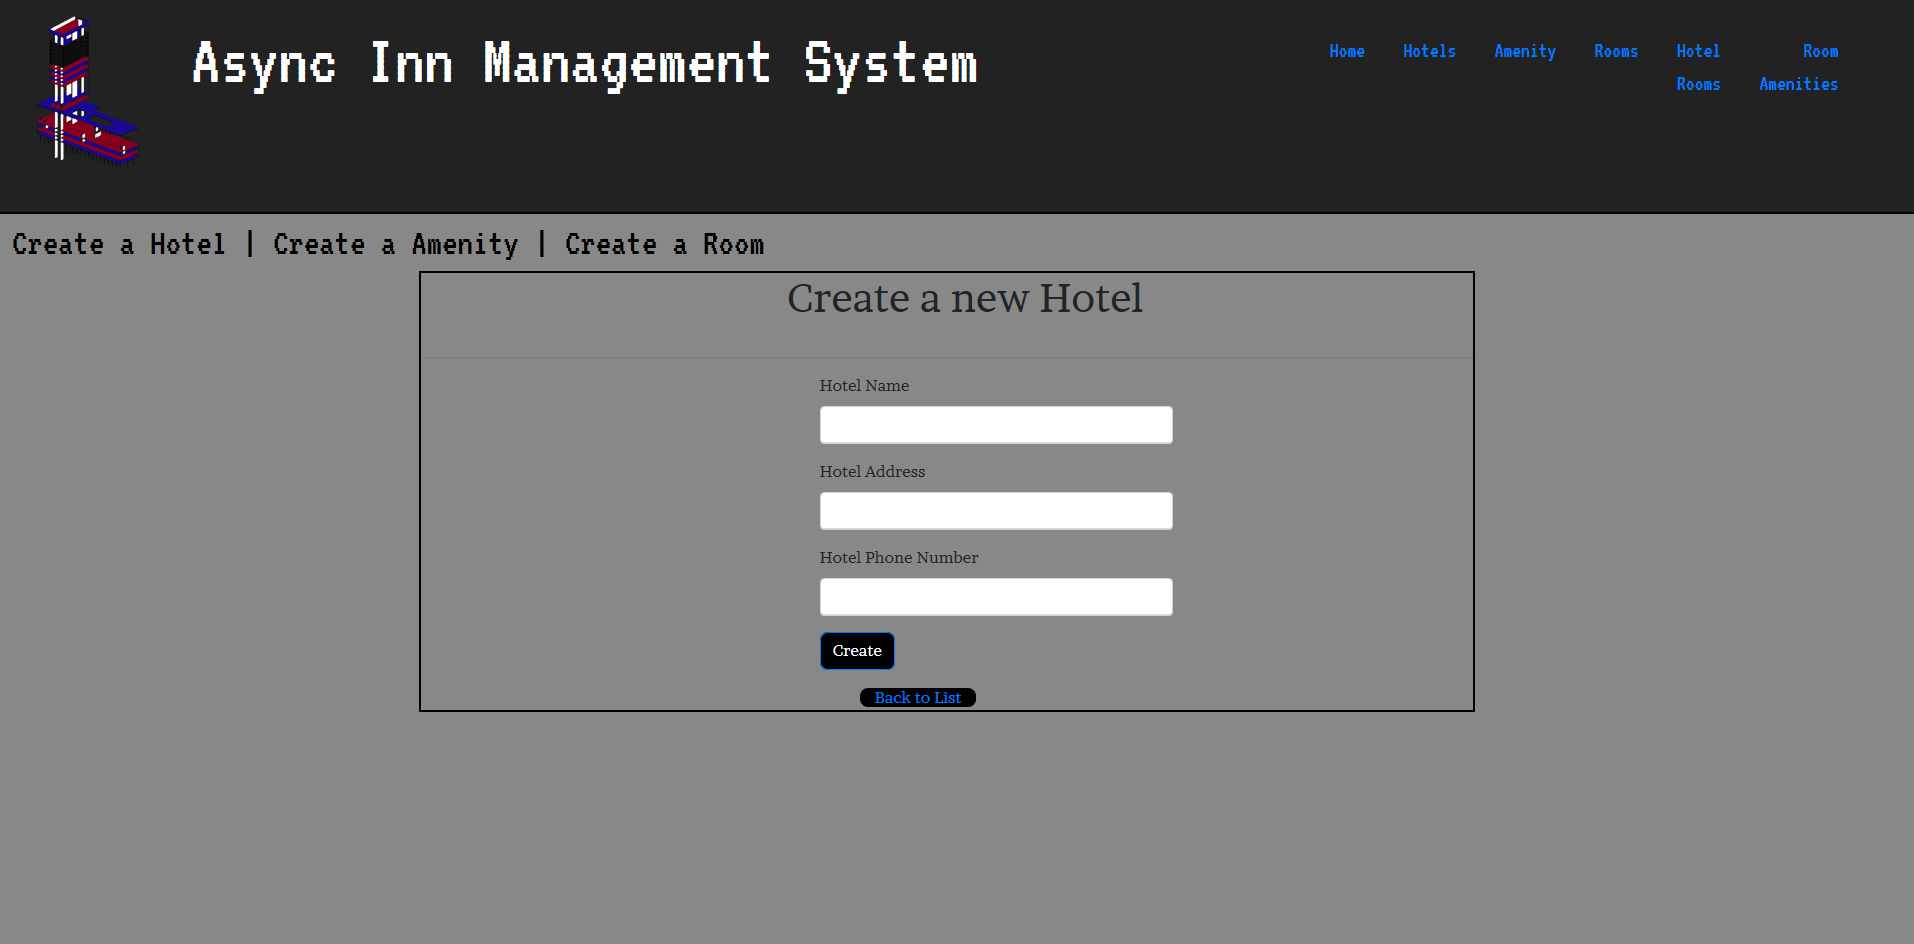 Async Inn Management System
Home Hotels Amenity Rooms Hotel Rooms Room Amenities
Create a Hotel | Create a Amenity | Create a Room
Create a new Hotel
Hotel Name
Hotel Address
Hotel Phone Number
Create
Back to List